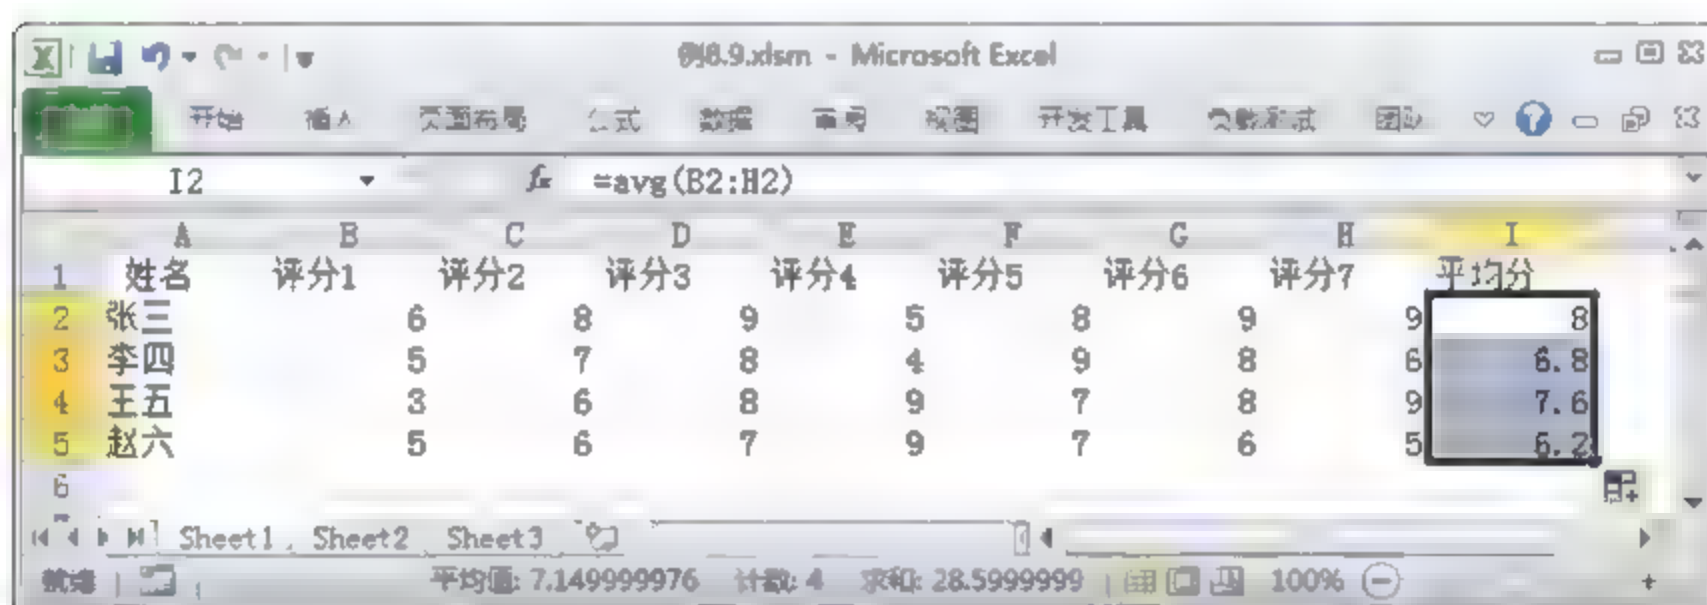 例8.9.xlsm - Microsoft Excel
开始 插入 页面布局 公式 数据 审阅 视图 开发工具 负载测试 团队
I2 fx =avg(B2:H2)
A B C D E F G H I
1 姓名 评分1 评分2 评分3 评分4 评分5 评分6 评分7 平均分
2 张三 6 8 9 5 8 9 9 8
3 李四 5 7 8 4 9 8 6 6.8
4 王五 3 6 8 9 7 8 9 7.6
5 赵六 5 6 7 9 7 6 5 6.2
6
Sheet1 Sheet2 Sheet3
就绪 平均值: 7.149999976 计数: 4 求和: 28.5999999 100%